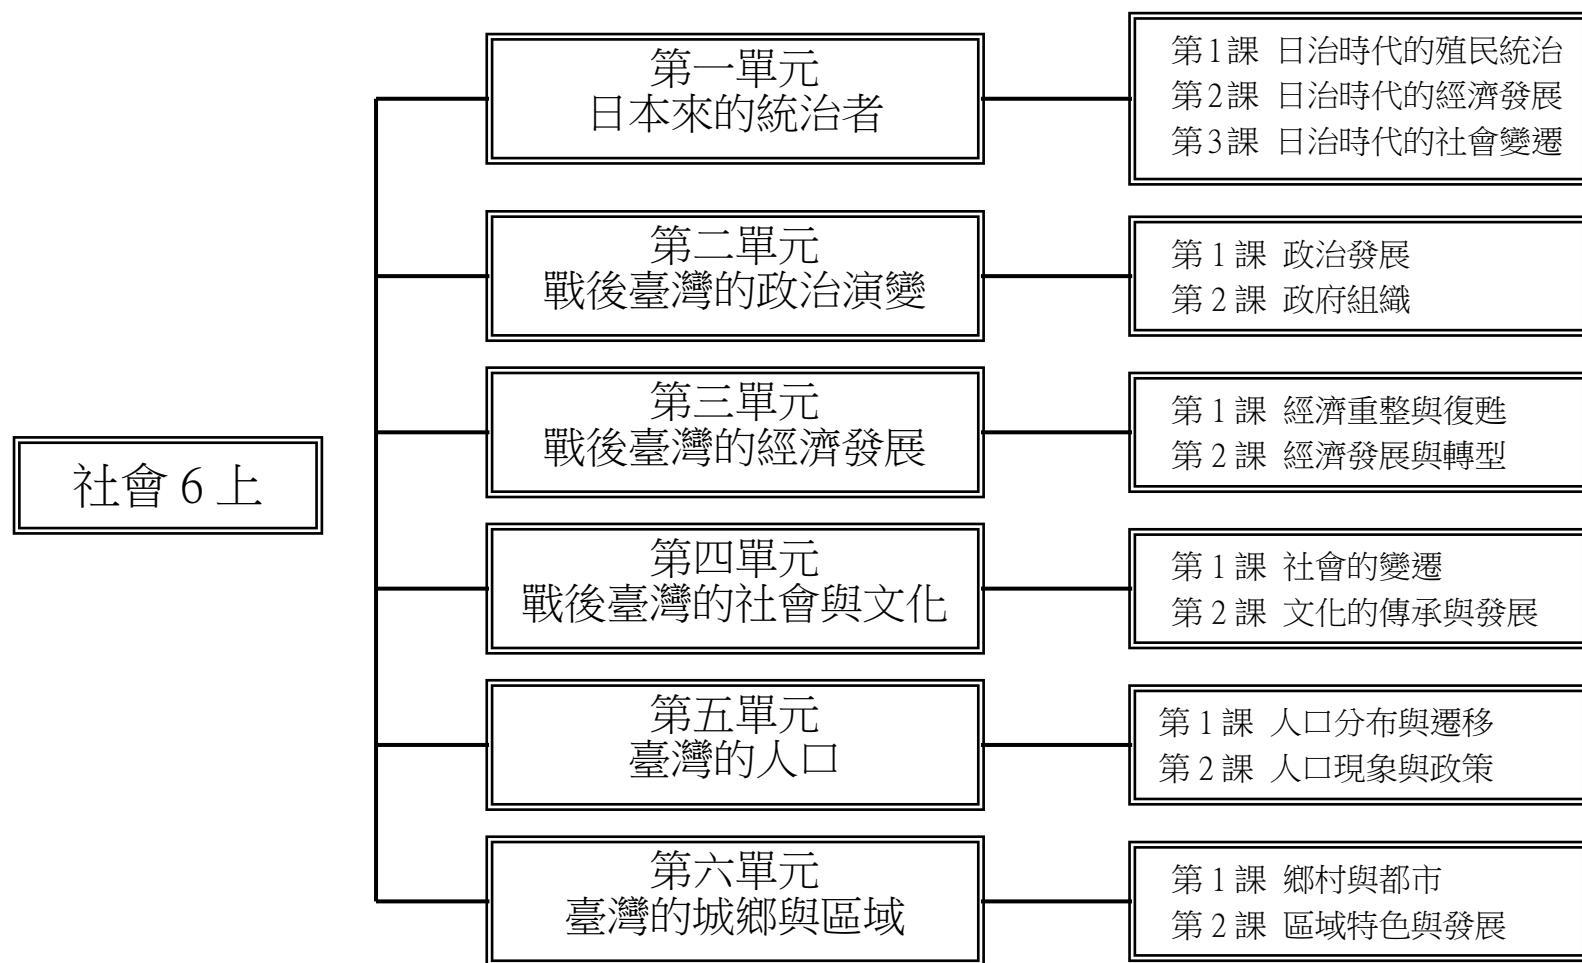 社會 6 上
第一單元
日本來的統治者
第1課 日治時代的殖民統治
第2課 日治時代的經濟發展
第3課 日治時代的社會變遷
第二單元
戰後臺灣的政治演變
第 1 課 政治發展
第 2 課 政府組織
第三單元
戰後臺灣的經濟發展
第 1 課 經濟重整與復甦
第 2 課 經濟發展與轉型
第四單元
戰後臺灣的社會與文化
第 1 課 社會的變遷
第 2 課 文化的傳承與發展
第五單元
臺灣的人口
第 1 課 人口分布與遷移
第 2 課 人口現象與政策
第六單元
臺灣的城鄉與區域
第 1 課 鄉村與都市
第 2 課 區域特色與發展